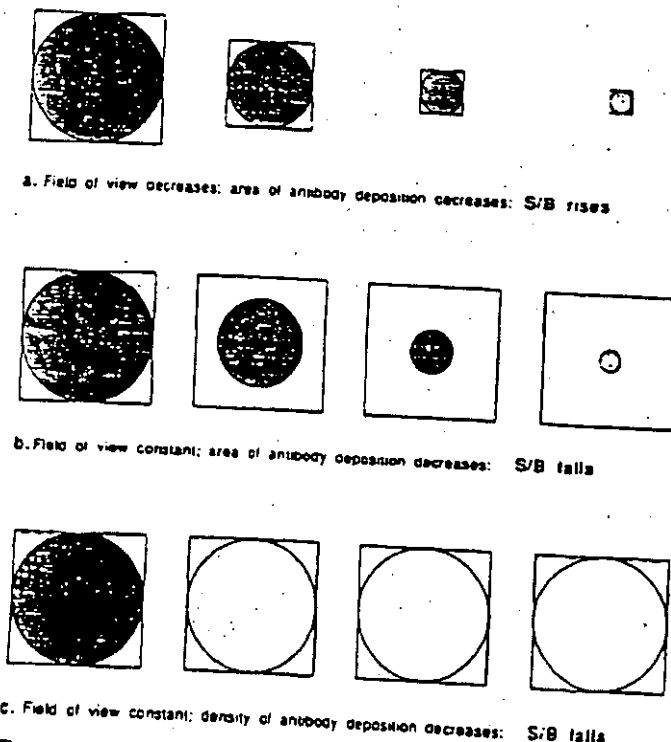 a. Field of view decreases; area of antibody deposition decreases: S/B rises
b. Field of view constant; area of antibody deposition decreases: S/B falls
c. Field of view constant; density of antibody deposition decreases: S/B falls